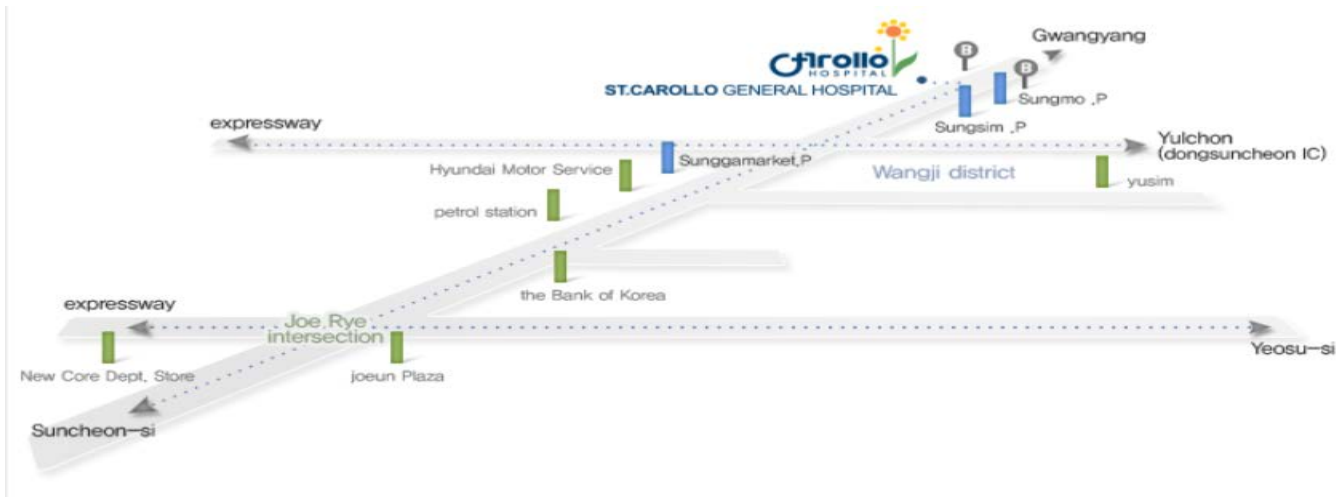 Gwangyang
B
B
Carollo
HOSPITAL
ST.CAROLLO GENERAL HOSPITAL
Sungmo ,P
Sungsim ,P
expressway
Yulchon
(dongsuncheon IC)
Hyundai Motor Service
Sunggamarket,P
Wangji district
yusim
petrol station
the Bank of Korea
expressway
Joe,Rye
intersection
Yeosu-si
New Core Dept, Store
joeun Plaza
Suncheon-si